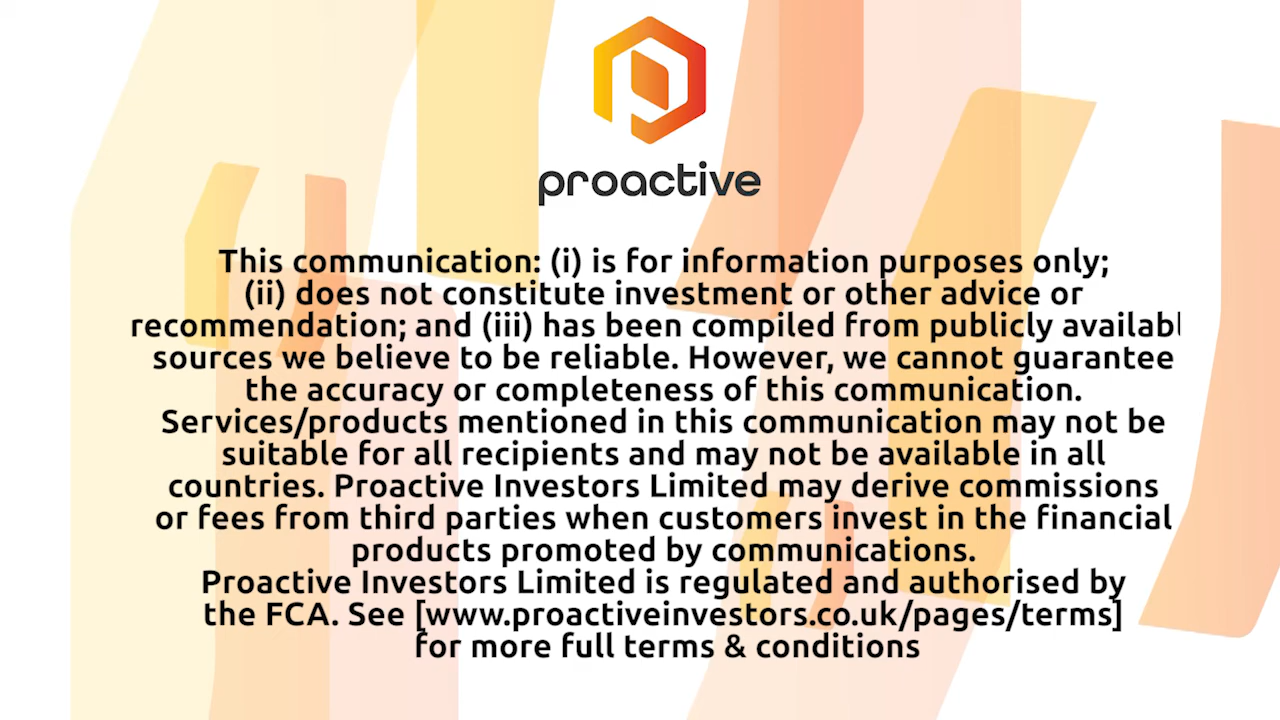 proactive
This communication: (i) is for information purposes only;
(ii) does not constitute investment or other advice or
recommendation; and (iii) has been compiled from publicly availabl
sources we believe to be reliable. However, we cannot guarantee
the accuracy or completeness of this communication.
Services/products mentioned in this communication may not be
suitable for all recipients and may not be available in all
countries. Proactive Investors Limited may derive commissions
or fees from third parties when customers invest in the financial
products promoted by communications.
Proactive Investors Limited is regulated and authorised by
the FCA. See [www.proactiveinvestors.co.uk/pages/terms]
for more full terms & conditions